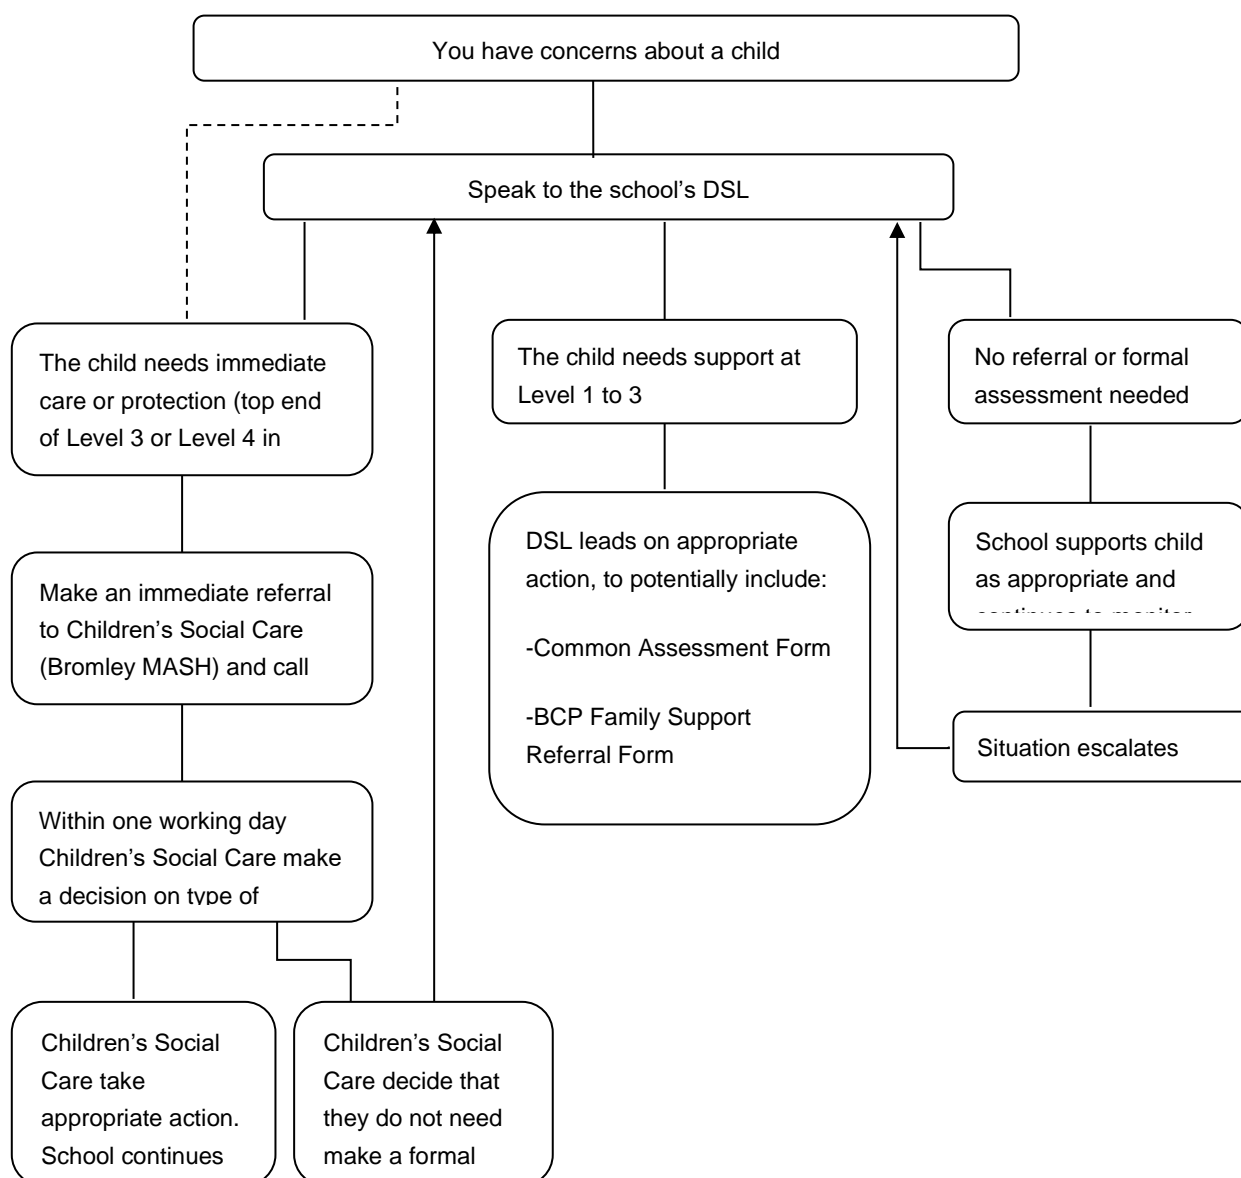 You have concerns about a child
Speak to the school’s DSL
The child needs immediate
care or protection (top end
of Level 3 or Level 4 in
The child needs support at
Level 1 to 3
No referral or formal
assessment needed
Make an immediate referral
to Children’s Social Care
(Bromley MASH) and call
DSL leads on appropriate
action, to potentially include:
-Common Assessment Form
-BCP Family Support
Referral Form
School supports child
as appropriate and
continues to monitor
Situation escalates
Within one working day
Children’s Social Care make
a decision on type of
Children’s Social
Care take
appropriate action.
School continues
Children’s Social
Care decide that
they do not need
make a formal